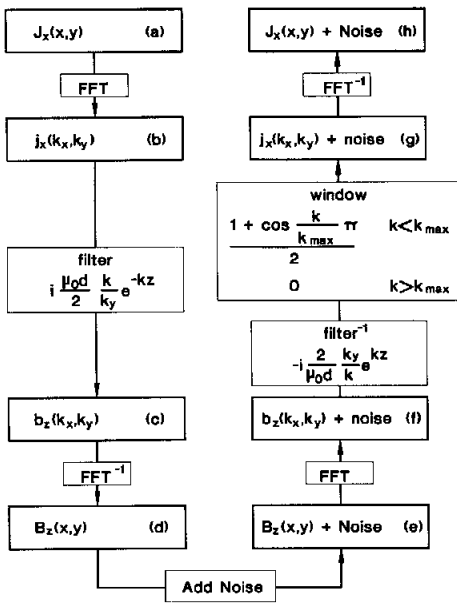 Jx(x,y) (a)
FFT
jx(kx,ky) (b)
filter
i μ0d/2 k/ky e^-kz
bz(kx,ky) (c)
FFT^-1
Bz(x,y) (d)
Add Noise
Bz(x,y) + Noise (e)
FFT
bz(kx,ky) + noise (f)
filter^-1
-i 2/μ0d ky/k e^kz
window
1 + cos k/kmax π
2
k<kmax
0 k>kmax
jx(kx,ky) + noise (g)
FFT^-1
Jx(x,y) + Noise (h)